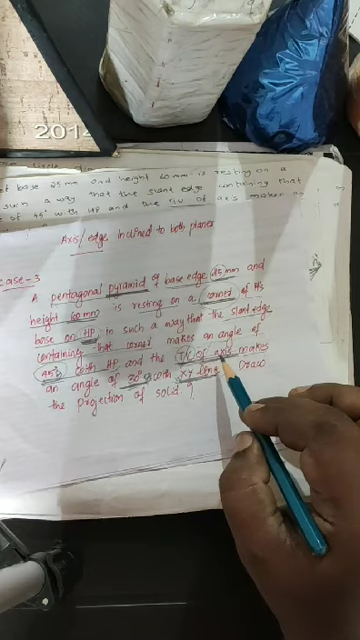 2014
of base 25 mm and height 60 mm is resting on a
such a way that the slant edge containing that
of 45° with HP and the
Axis/edge inclined to both planes
case-3
A pentagonal pyramid of base edge 25 mm and
height 60 mm is resting on a corner of its
base on HP in such a way that the slant edge
containing that corner makes an angle of
45° with HP and the T.V of axis makes
an angle of 30° with XY line. Draw
the projection of solid?